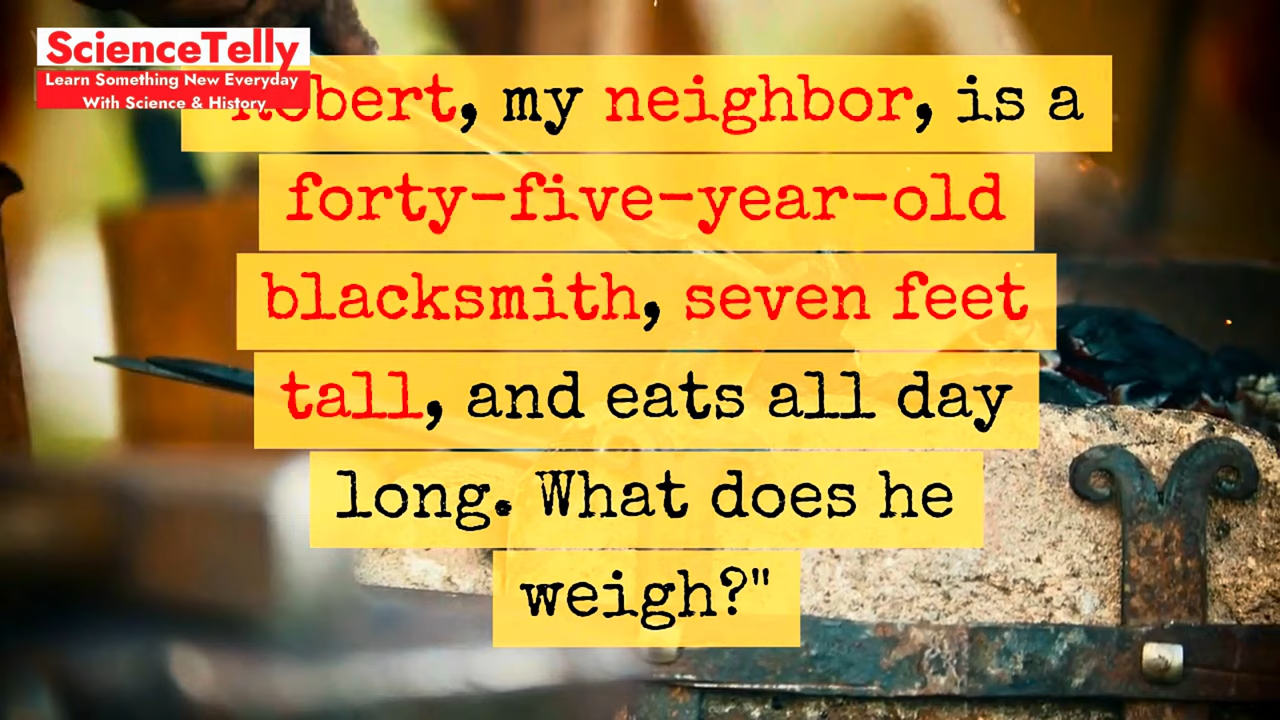 ScienceTelly
Learn Something New Everyday
With Science & History
bert, my neighbor, is a
forty-five-year-old
blacksmith, seven feet
tall, and eats all day
long. What does he
weigh?"